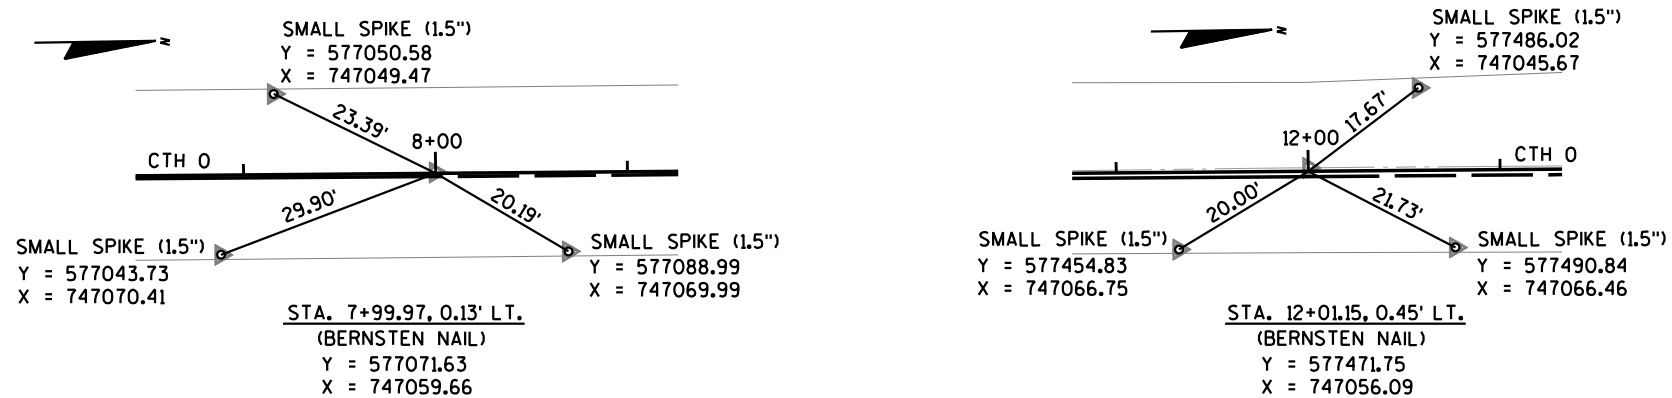 SMALL SPIKE (1.5")
Y = 577050.58
X = 747049.47
N
23.39'
8+00
CTH O
29.90'
20.19'
SMALL SPIKE (1.5")
Y = 577043.73
X = 747070.41
SMALL SPIKE (1.5")
Y = 577088.99
X = 747069.99
STA. 7+99.97, 0.13' LT.
(BERNSTEN NAIL)
Y = 577071.63
X = 747059.66
SMALL SPIKE (1.5")
Y = 577486.02
X = 747045.67
N
17.67'
12+00
CTH O
20.00'
21.73'
SMALL SPIKE (1.5")
Y = 577454.83
X = 747066.75
SMALL SPIKE (1.5")
Y = 577490.84
X = 747066.46
STA. 12+01.15, 0.45' LT.
(BERNSTEN NAIL)
Y = 577471.75
X = 747056.09